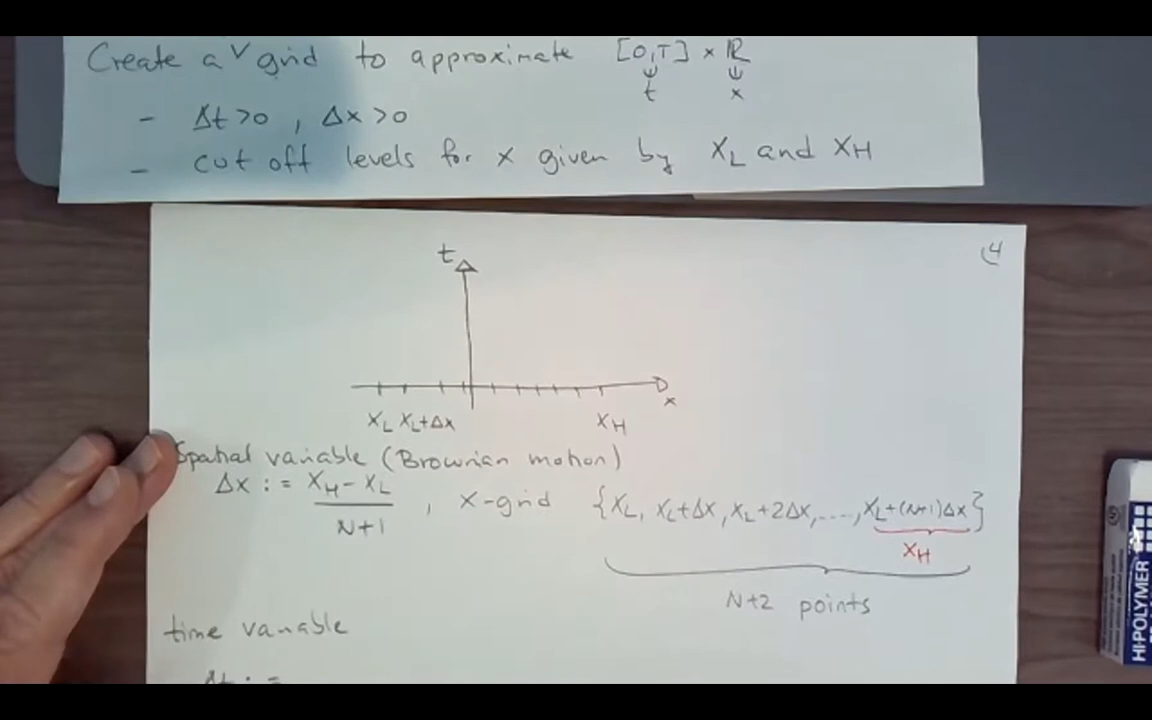 Create a grid to approximate [0,T] × ℝ
t x
- Δt>0 , Δx>0
- cut off levels for x given by X_L and X_H
4
t
x
X_L X_L+Δx X_H
Spatial variable (Brownian motion)
Δx := X_H - X_L / N+1 , X-grid {X_L, X_L+Δx, X_L+2Δx, ...., X_L+(N+1)Δx}
X_H
N+2 points
time variable
Δt :=
HI-POLYMER